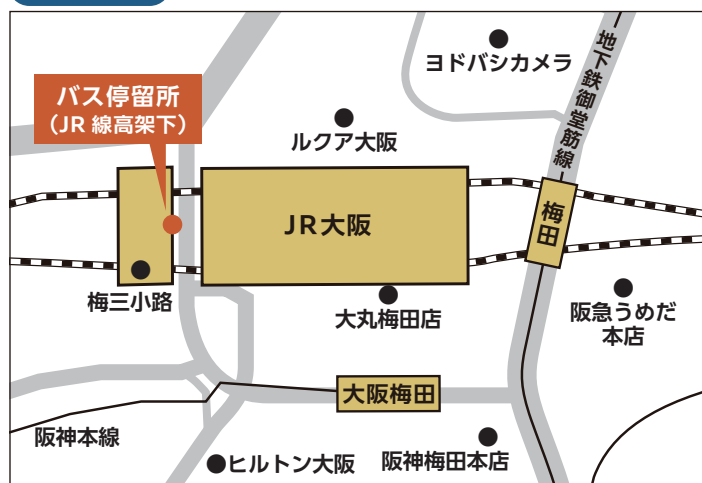 ヨドバシカメラ
地下鉄御堂筋線
バス停留所
（JR 線高架下）
ルクア大阪
JR大阪
梅田
梅三小路
大丸梅田店
阪急うめだ
本店
大阪梅田
阪神本線
ヒルトン大阪
阪神梅田本店